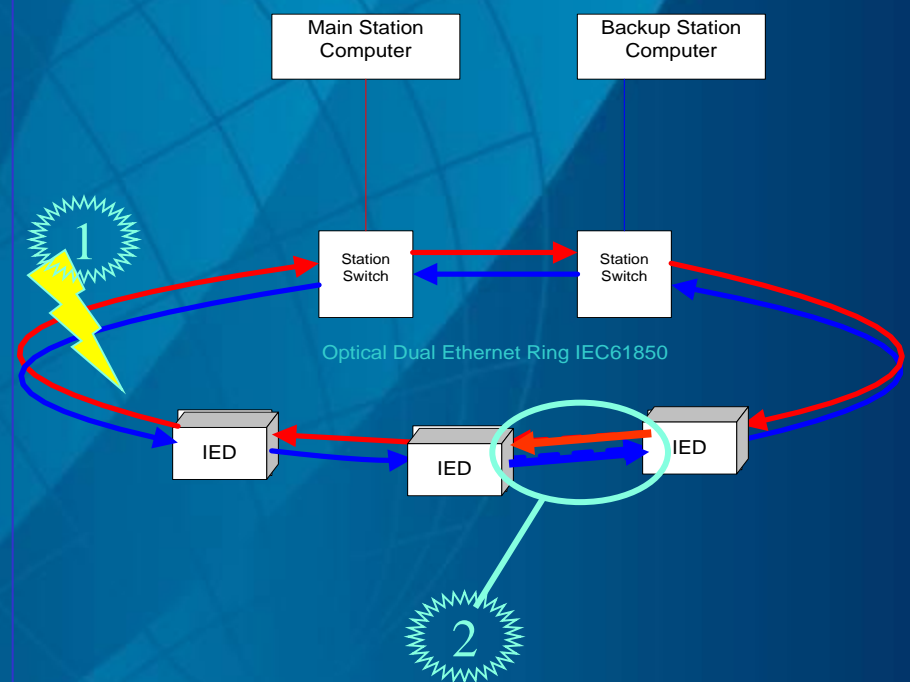 Main Station
Computer
Backup Station
Computer
1
Station
Switch
Station
Switch
Optical Dual Ethernet Ring IEC61850
IED
IED
IED
2